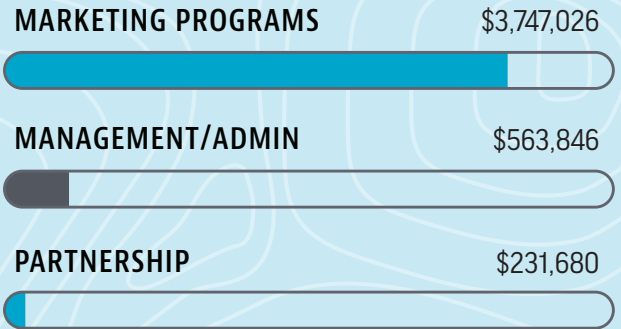 MARKETING PROGRAMS $3,747,026
MANAGEMENT/ADMIN $563,846
PARTNERSHIP $231,680